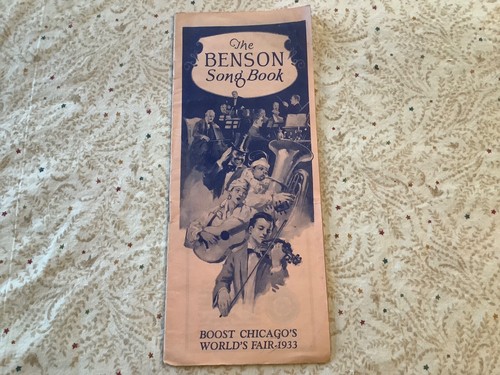 The
BENSON
Song Book
BOOST CHICAGO'S
WORLD'S FAIR-1933